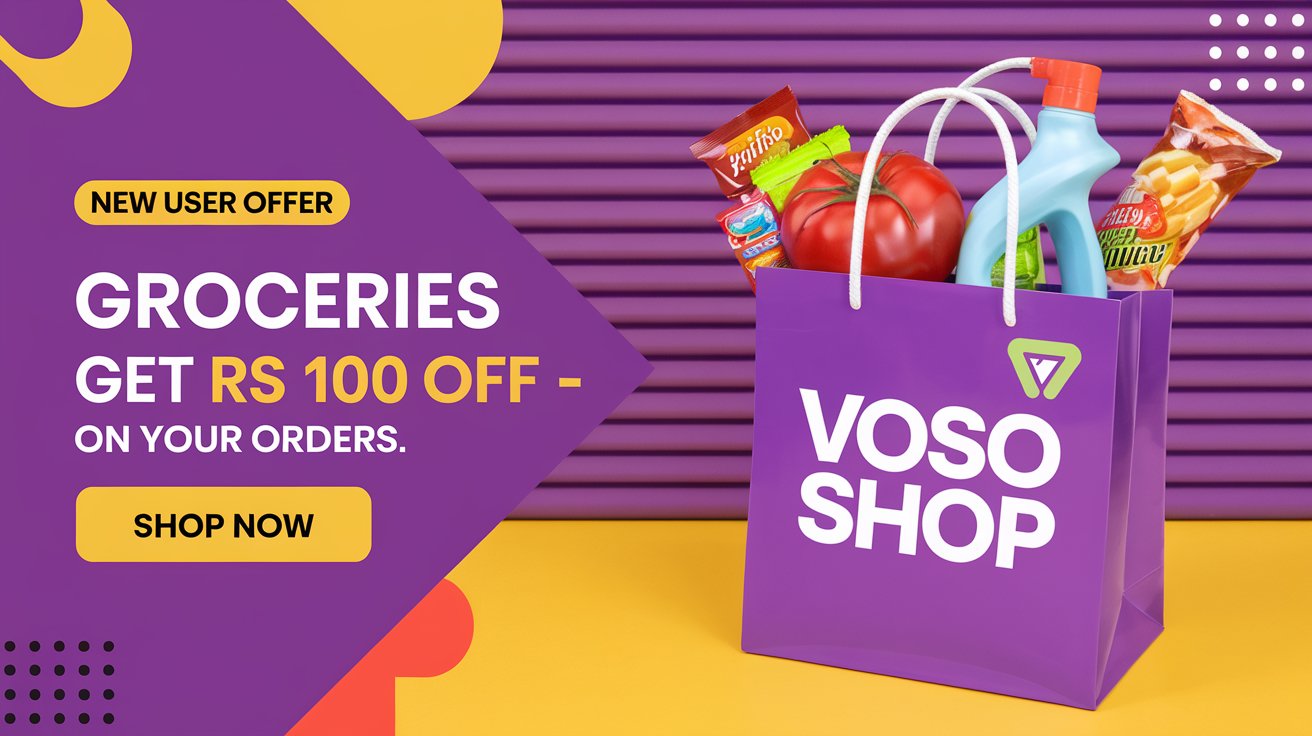 NEW USER OFFER
GROCERIES
GET RS 100 OFF -
ON YOUR ORDERS.
SHOP NOW
VOSO
SHOP